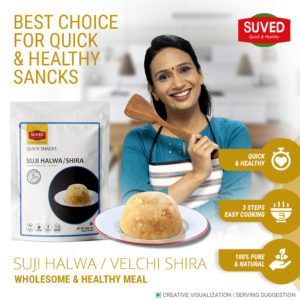 BEST CHOICE
FOR QUICK
& HEALTHY
SANCKS
SUVED
Quick & Healthy
SUVED
QUICK SNACKS
SUJI HALWA/SHIRA
QUICK
& HEALTHY
3 STEPS
EASY COOKING
100% PURE
& NATURAL
SUJI HALWA / VELCHI SHIRA
WHOLESOME & HEALTHY MEAL
CREATIVE VISUALIZATION | SERVING SUGGESTION